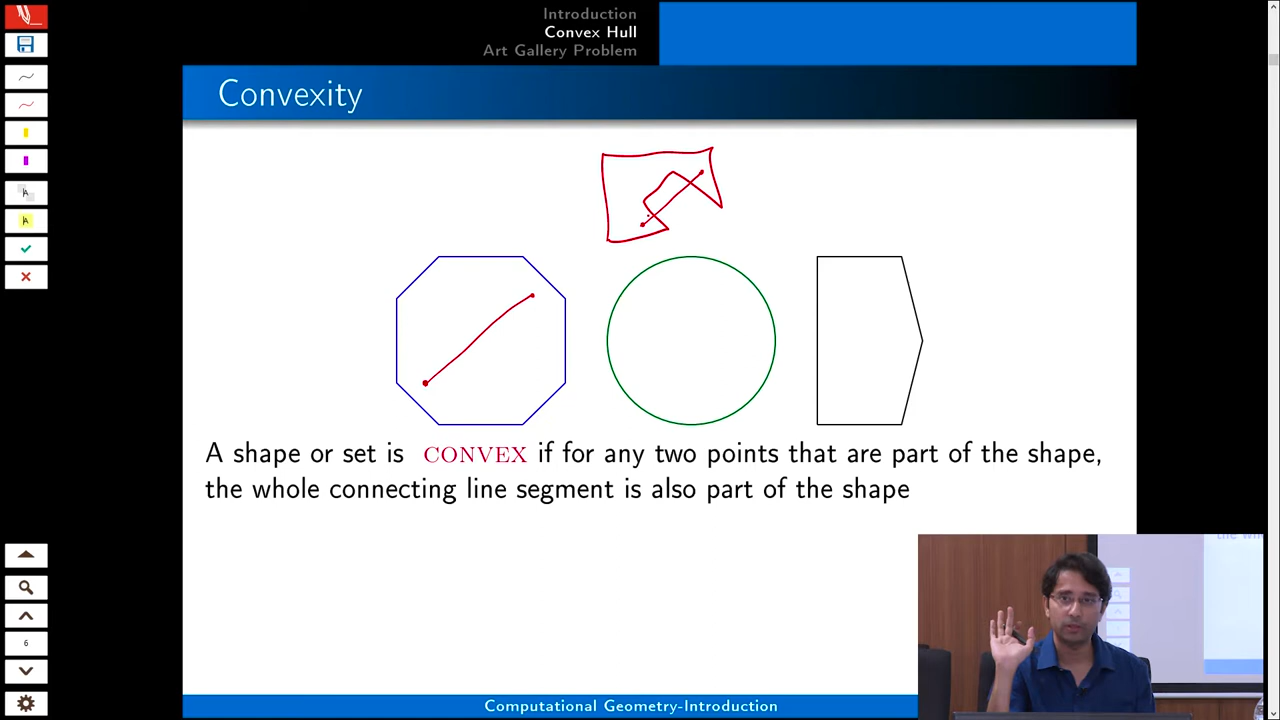 Introduction
Convex Hull
Art Gallery Problem
Convexity
A shape or set is CONVEX if for any two points that are part of the shape,
the whole connecting line segment is also part of the shape
6
Computational Geometry-Introduction